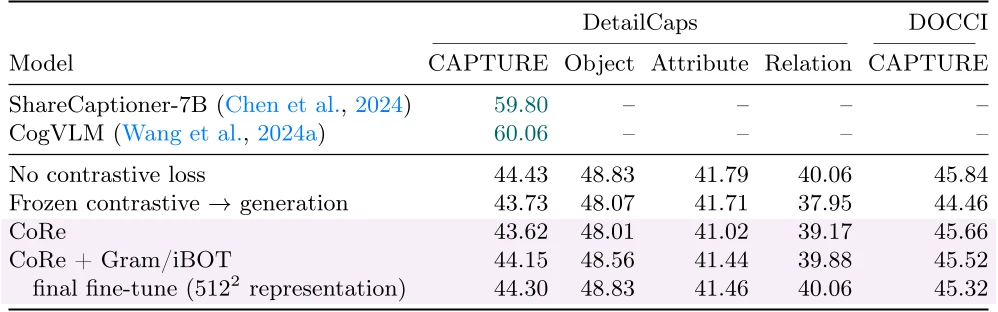 DetailCaps DOCCI
Model CAPTURE Object Attribute Relation CAPTURE
ShareCaptioner-7B (Chen et al., 2024) 59.80 – – – –
CogVLM (Wang et al., 2024a) 60.06 – – – –
No contrastive loss 44.43 48.83 41.79 40.06 45.84
Frozen contrastive → generation 43.73 48.07 41.71 37.95 44.46
CoRe 43.62 48.01 41.02 39.17 45.66
CoRe + Gram/iBOT 44.15 48.56 41.44 39.88 45.52
final fine-tune (512² representation) 44.30 48.83 41.46 40.06 45.32